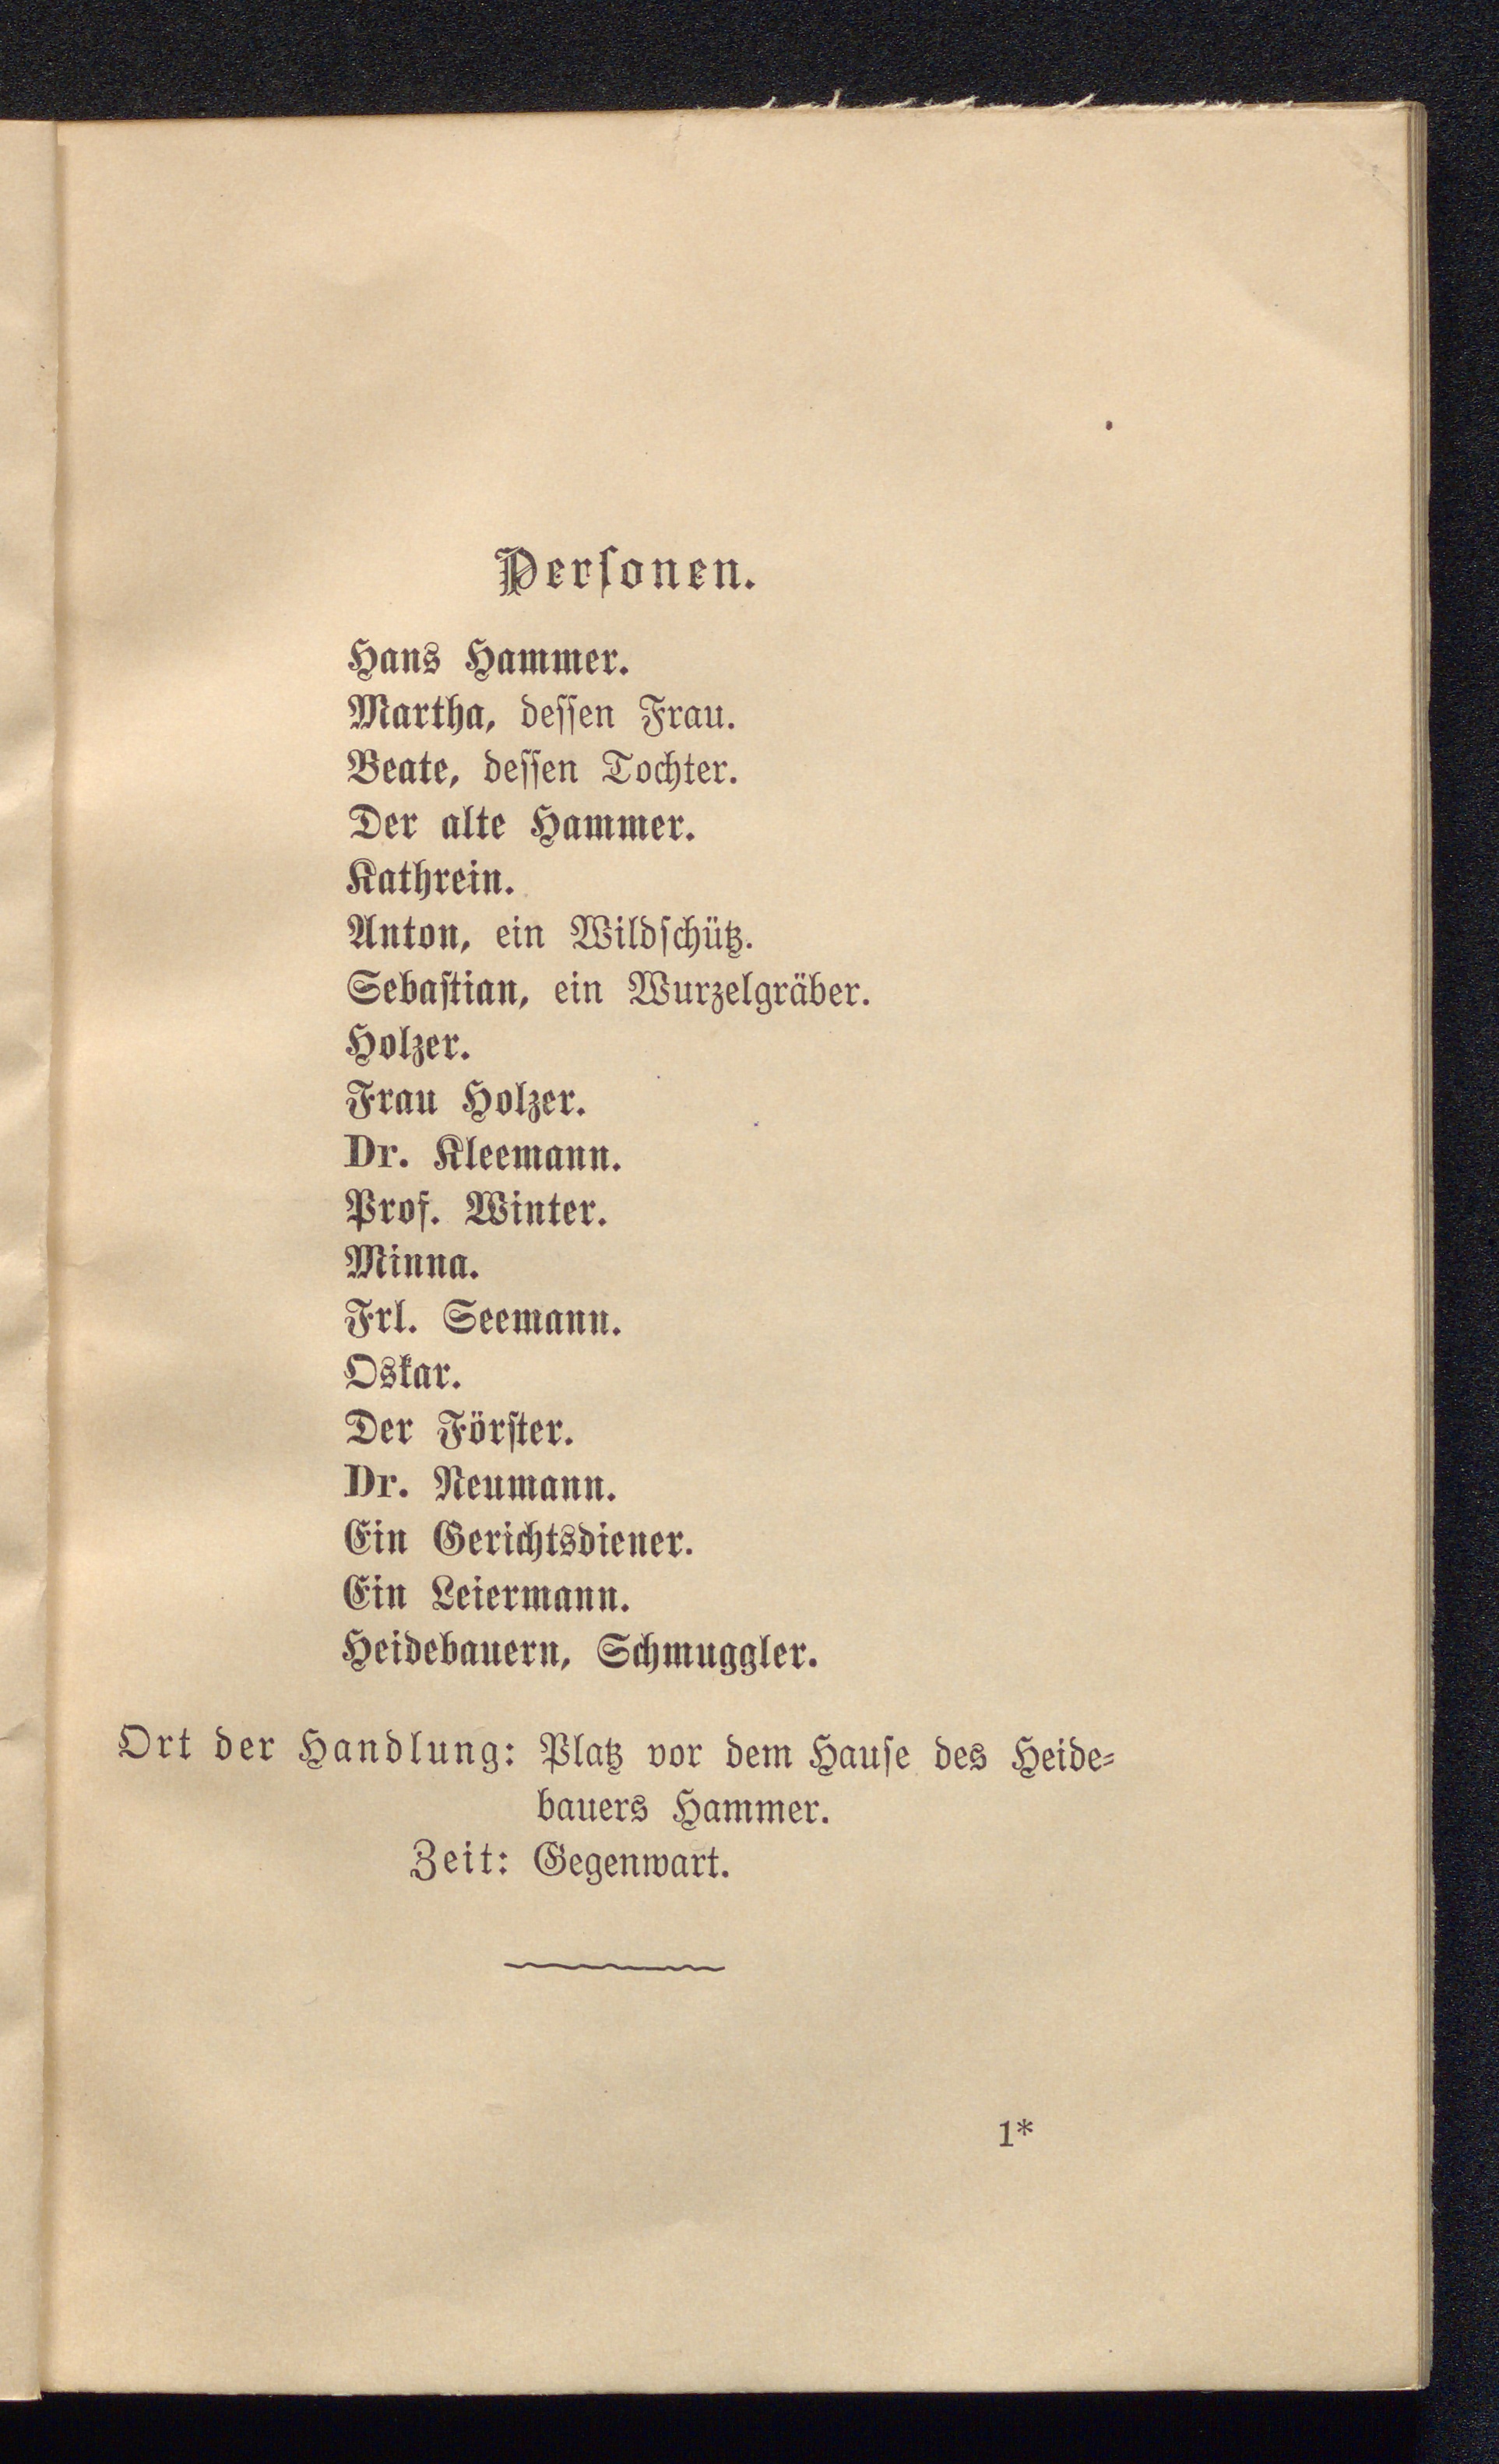 Personen.
Hans Hammer.
Martha, dessen Frau.
Beate, dessen Tochter.
Der alte Hammer.
Kathrein.
Anton, ein Wildschütz.
Sebastian, ein Wurzelgräber.
Holzer.
Frau Holzer.
Dr. Kleemann.
Prof. Winter.
Minna.
Frl. Seemann.
Oskar.
Der Förster.
Dr. Neumann.
Ein Gerichtsdiener.
Ein Leiermann.
Heidebauern, Schmuggler.
Ort der Handlung: Platz vor dem Hause des Heide-
bauers Hammer.
Zeit: Gegenwart.
1*